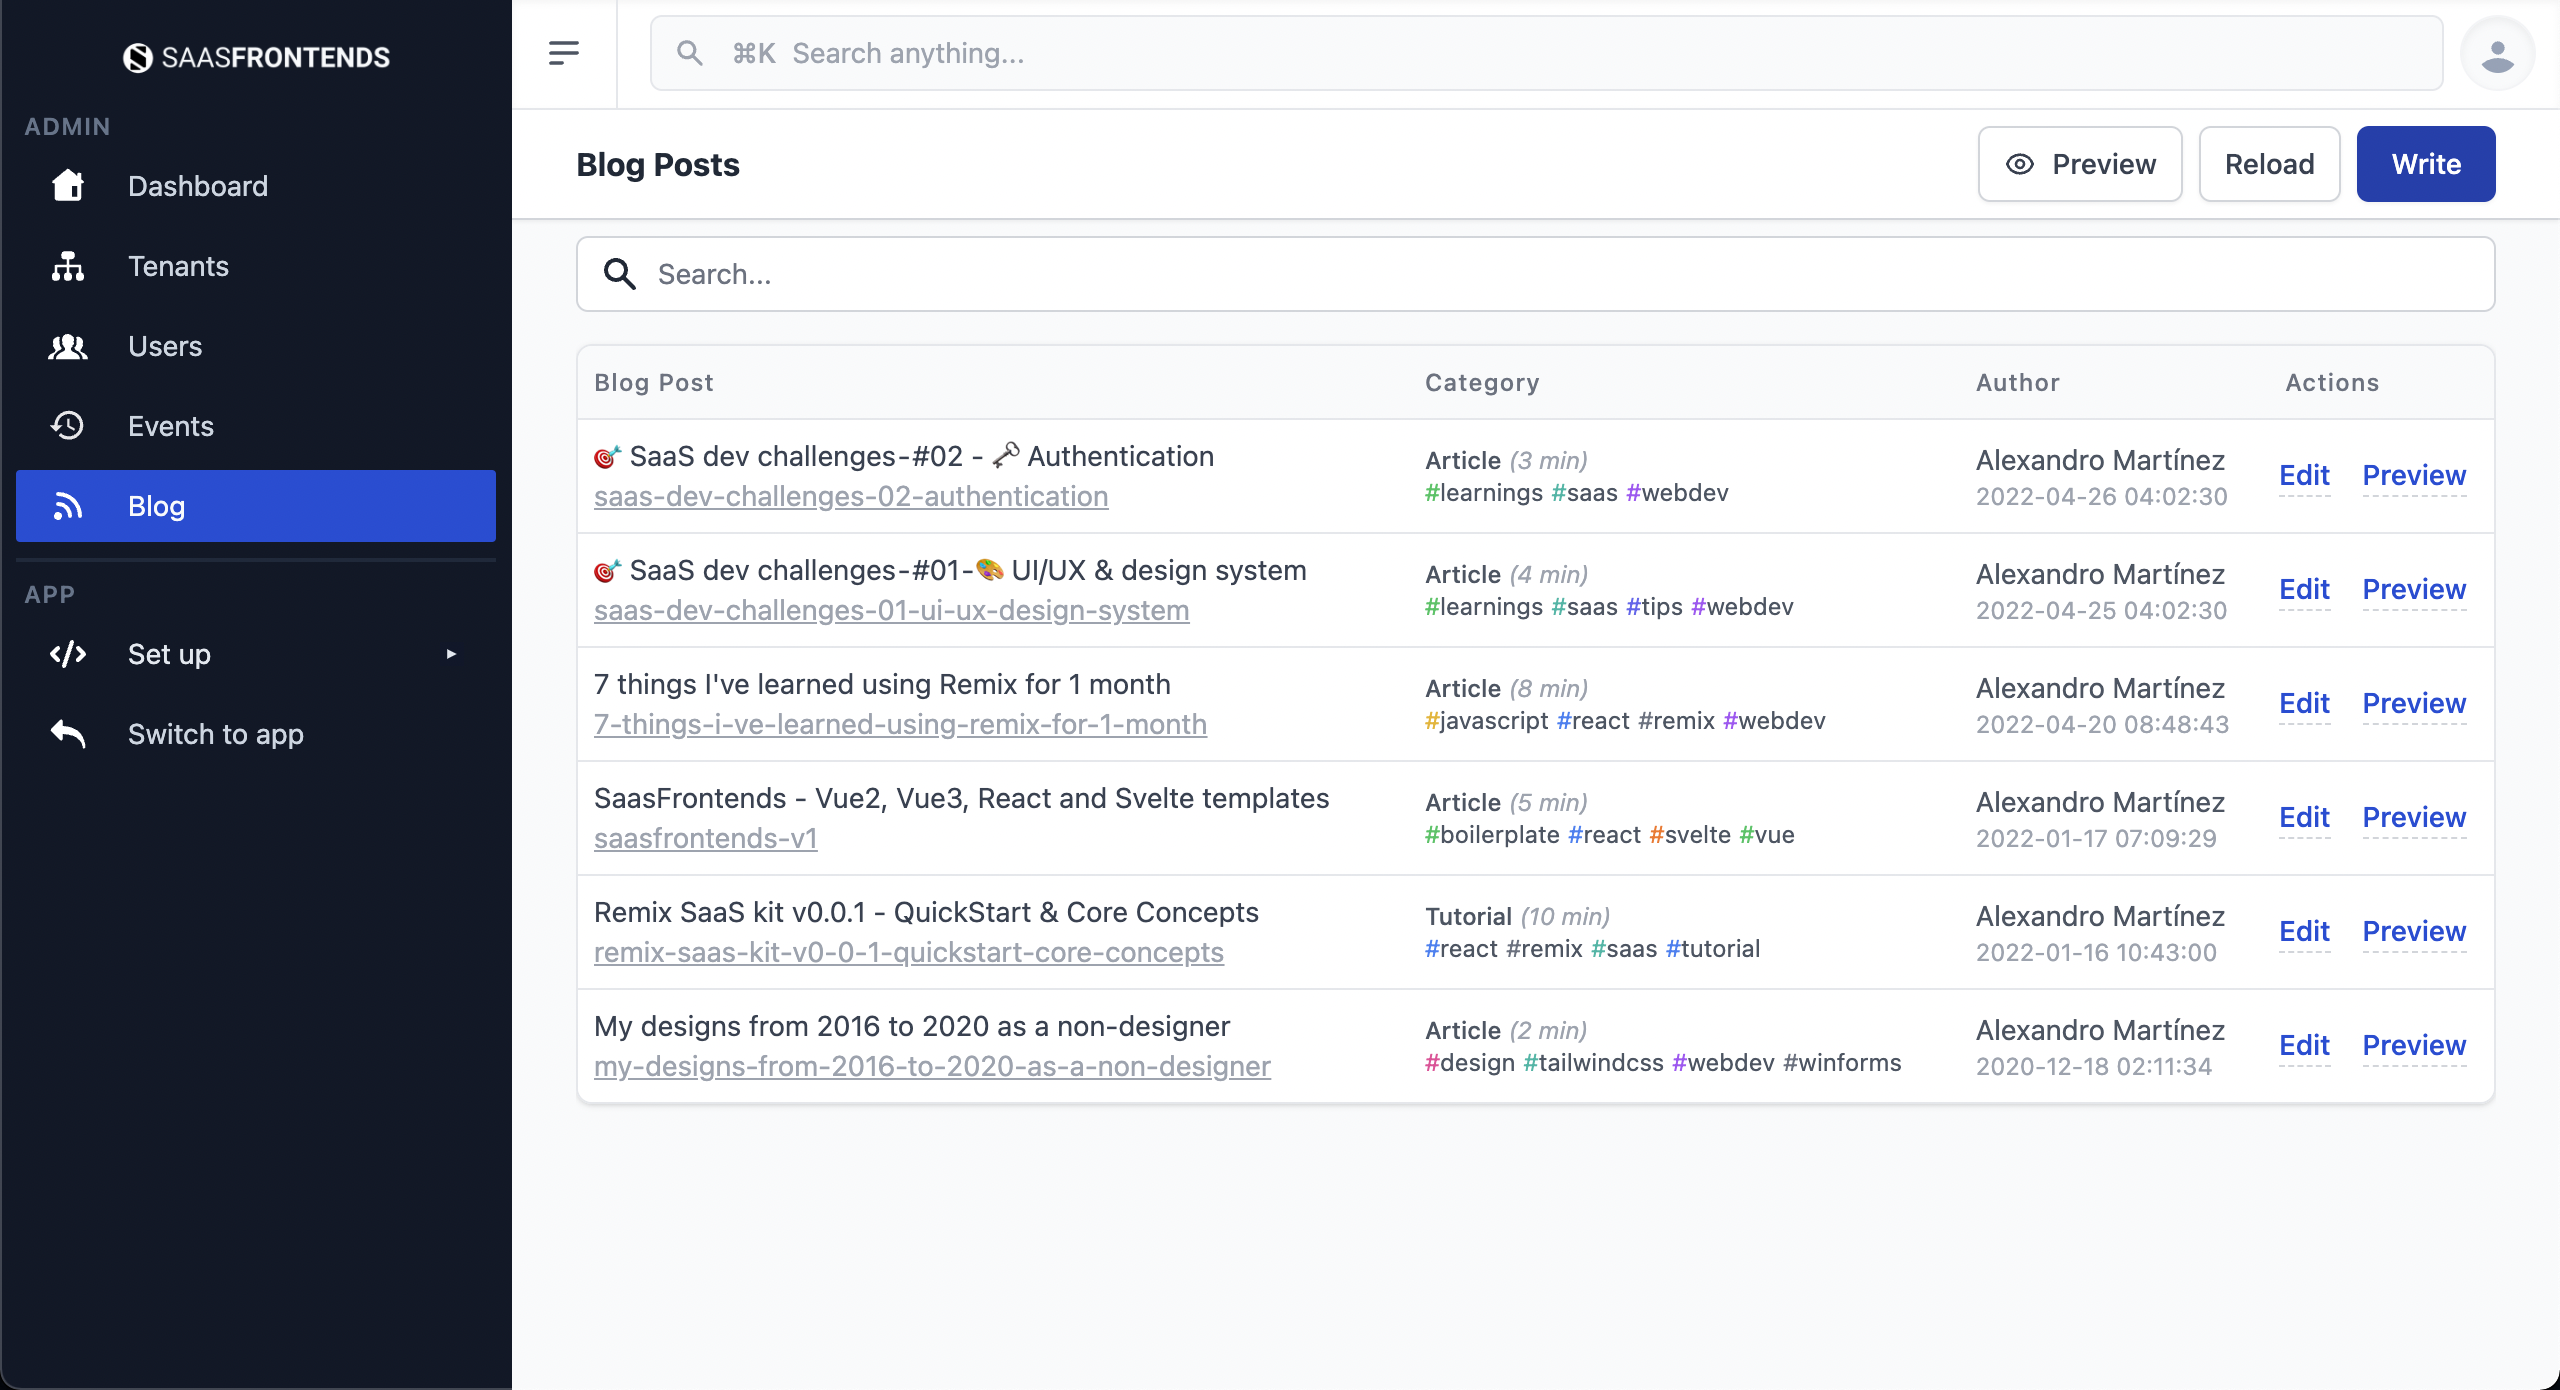 SAASFRONTENDS
ADMIN
Dashboard
Tenants
Users
Events
Blog
APP
Set up
Switch to app
⌘K Search anything...
Blog Posts
Preview
Reload
Write
Search...
Blog Post Category Author Actions
🎯 SaaS dev challenges-#02 - 🗝 Authentication
saas-dev-challenges-02-authentication
Article (3 min)
#learnings #saas #webdev
Alexandro Martínez
2022-04-26 04:02:30
Edit Preview
🎯 SaaS dev challenges-#01-🎨 UI/UX & design system
saas-dev-challenges-01-ui-ux-design-system
Article (4 min)
#learnings #saas #tips #webdev
Alexandro Martínez
2022-04-25 04:02:30
Edit Preview
7 things I've learned using Remix for 1 month
7-things-i-ve-learned-using-remix-for-1-month
Article (8 min)
#javascript #react #remix #webdev
Alexandro Martínez
2022-04-20 08:48:43
Edit Preview
SaasFrontends - Vue2, Vue3, React and Svelte templates
saasfrontends-v1
Article (5 min)
#boilerplate #react #svelte #vue
Alexandro Martínez
2022-01-17 07:09:29
Edit Preview
Remix SaaS kit v0.0.1 - QuickStart & Core Concepts
remix-saas-kit-v0-0-1-quickstart-core-concepts
Tutorial (10 min)
#react #remix #saas #tutorial
Alexandro Martínez
2022-01-16 10:43:00
Edit Preview
My designs from 2016 to 2020 as a non-designer
my-designs-from-2016-to-2020-as-a-non-designer
Article (2 min)
#design #tailwindcss #webdev #winforms
Alexandro Martínez
2020-12-18 02:11:34
Edit Preview